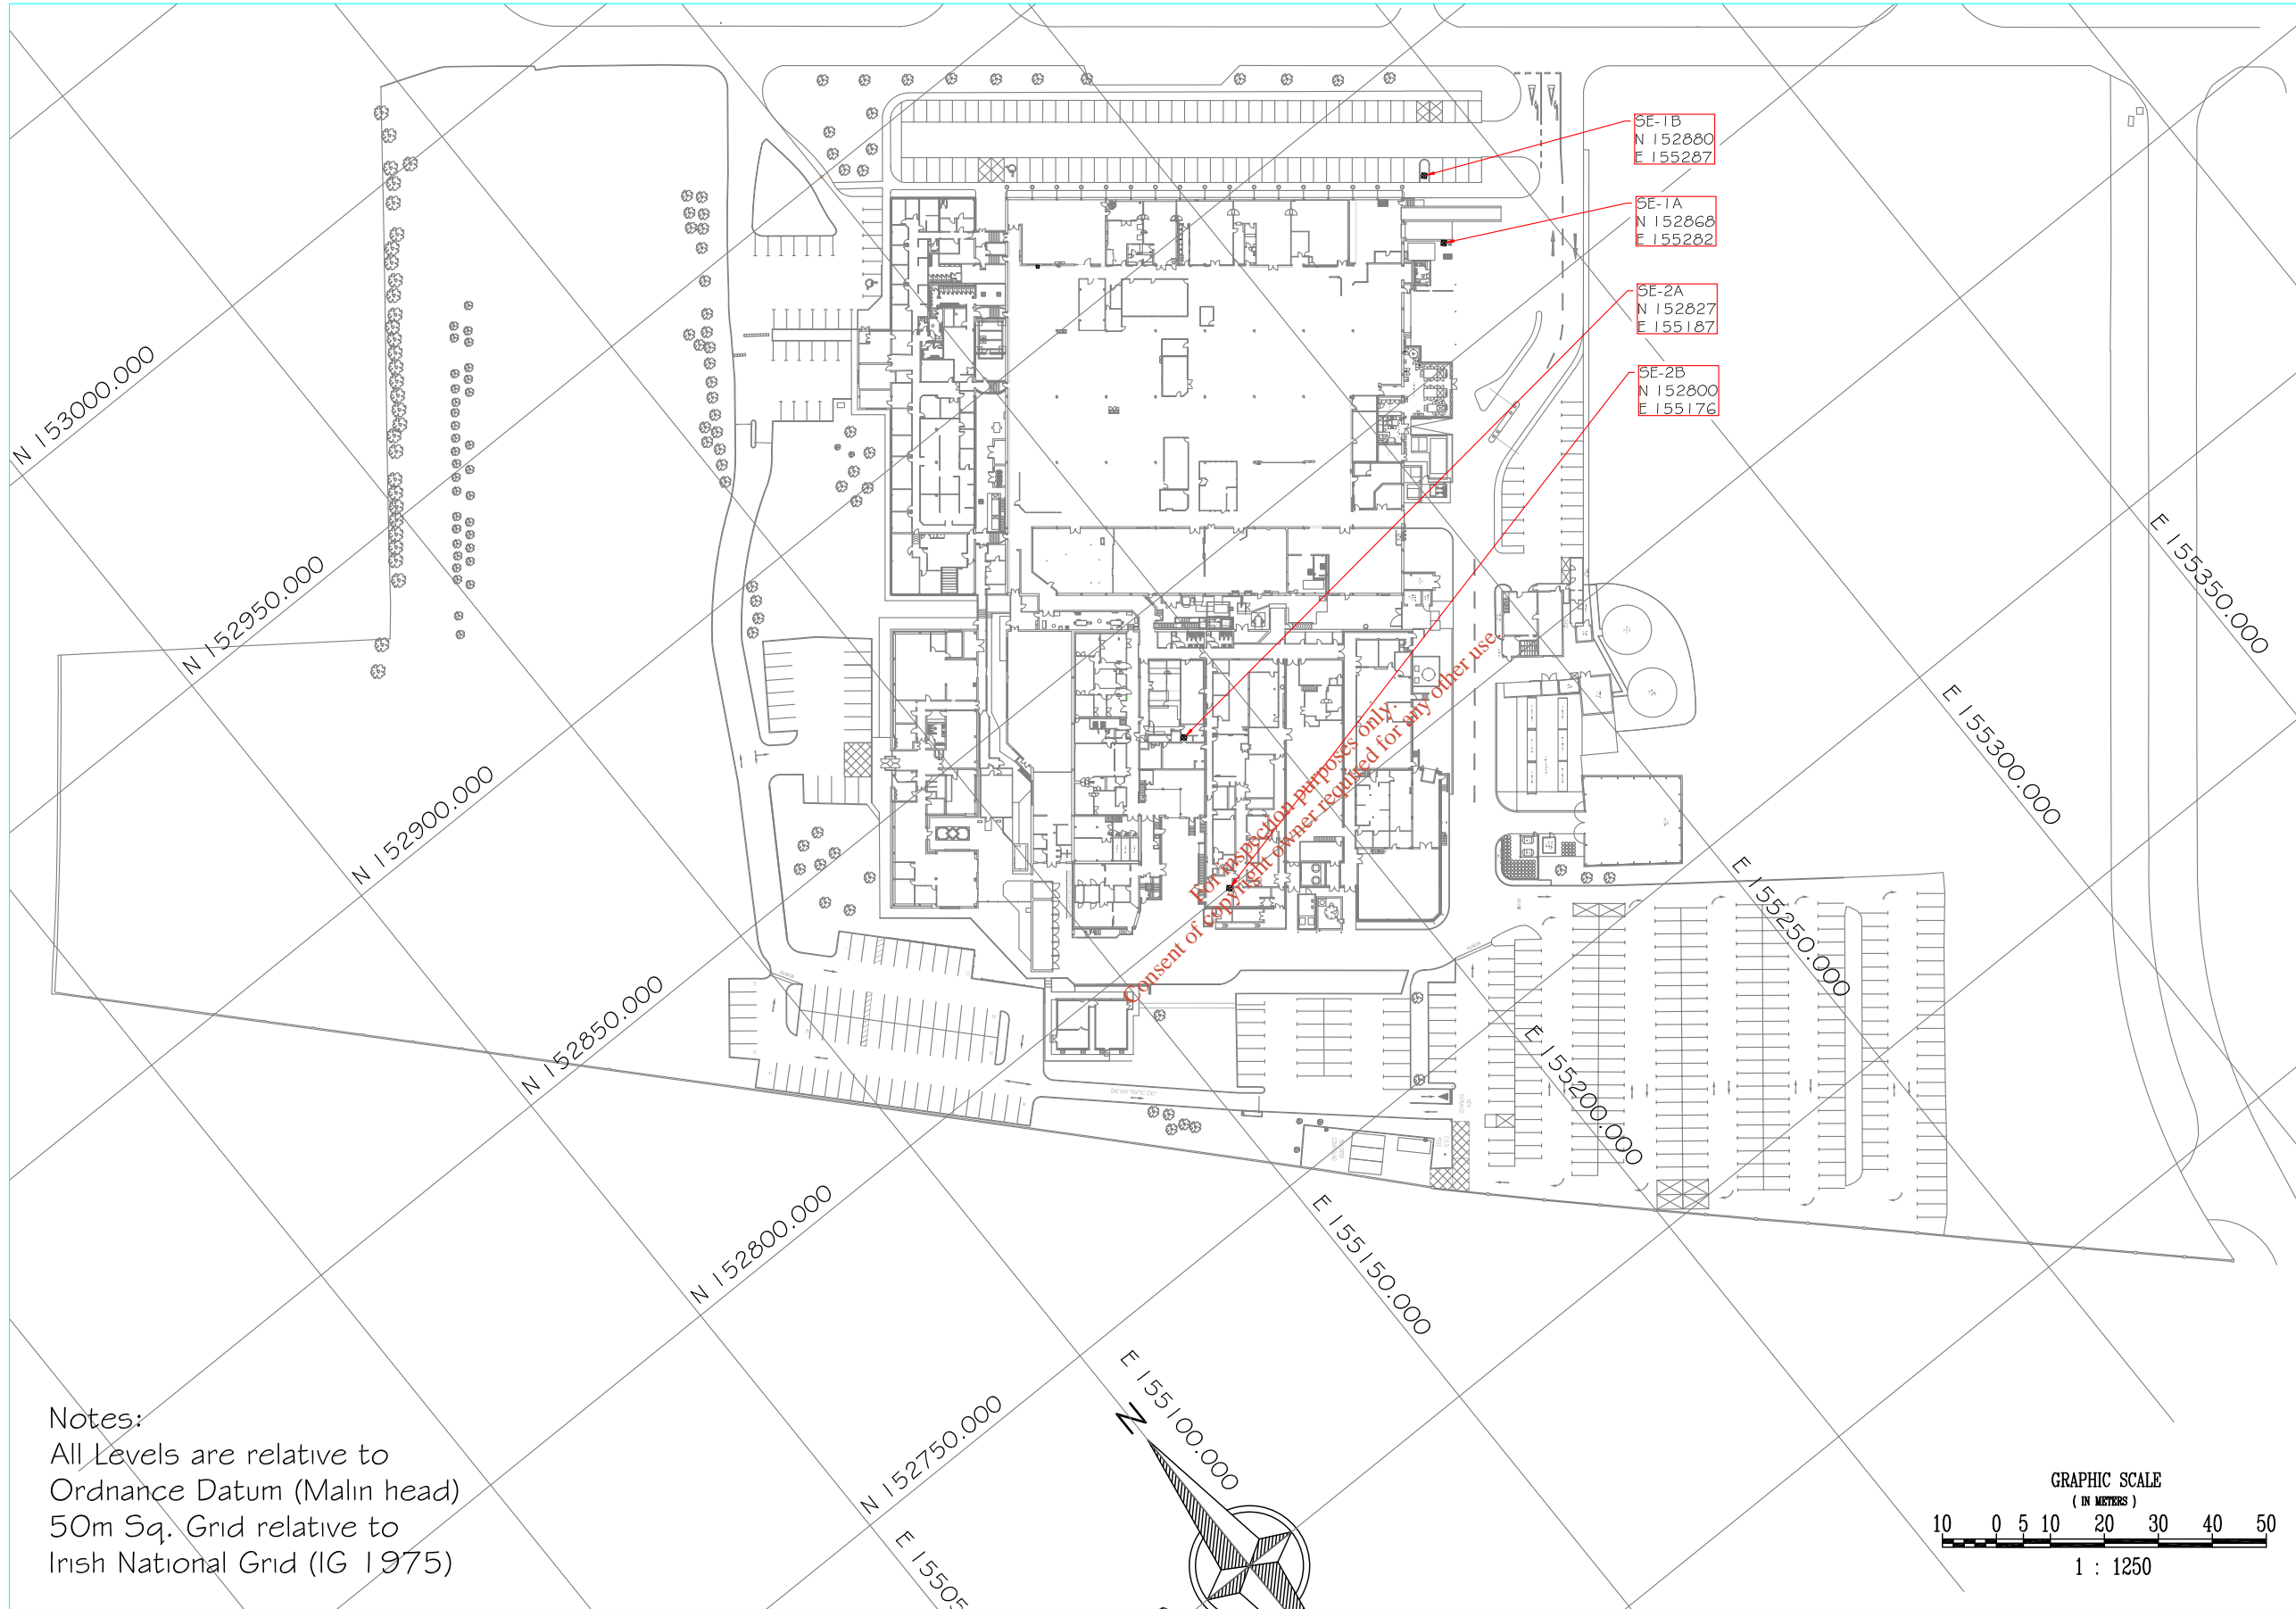 SE-1B
N 152880
E 155287
SE-1A
N 152868
E 155282
SE-2A
N 152827
E 155187
SE-2B
N 152800
E 155176
N 153000.000
N 152950.000
N 152900.000
N 152850.000
N 152800.000
N 152750.000
E 155350.000
E 155300.000
E 155250.000
E 155200.000
E 155150.000
E 155100.000
E 15505
For inspection purposes only.
Consent of copyright owner required for any other use.
N
Notes:
All Levels are relative to
Ordnance Datum (Malin head)
50m Sq. Grid relative to
Irish National Grid (IG 1975)
GRAPHIC SCALE
( IN METERS )
10 0 5 10 20 30 40 50
1 : 1250